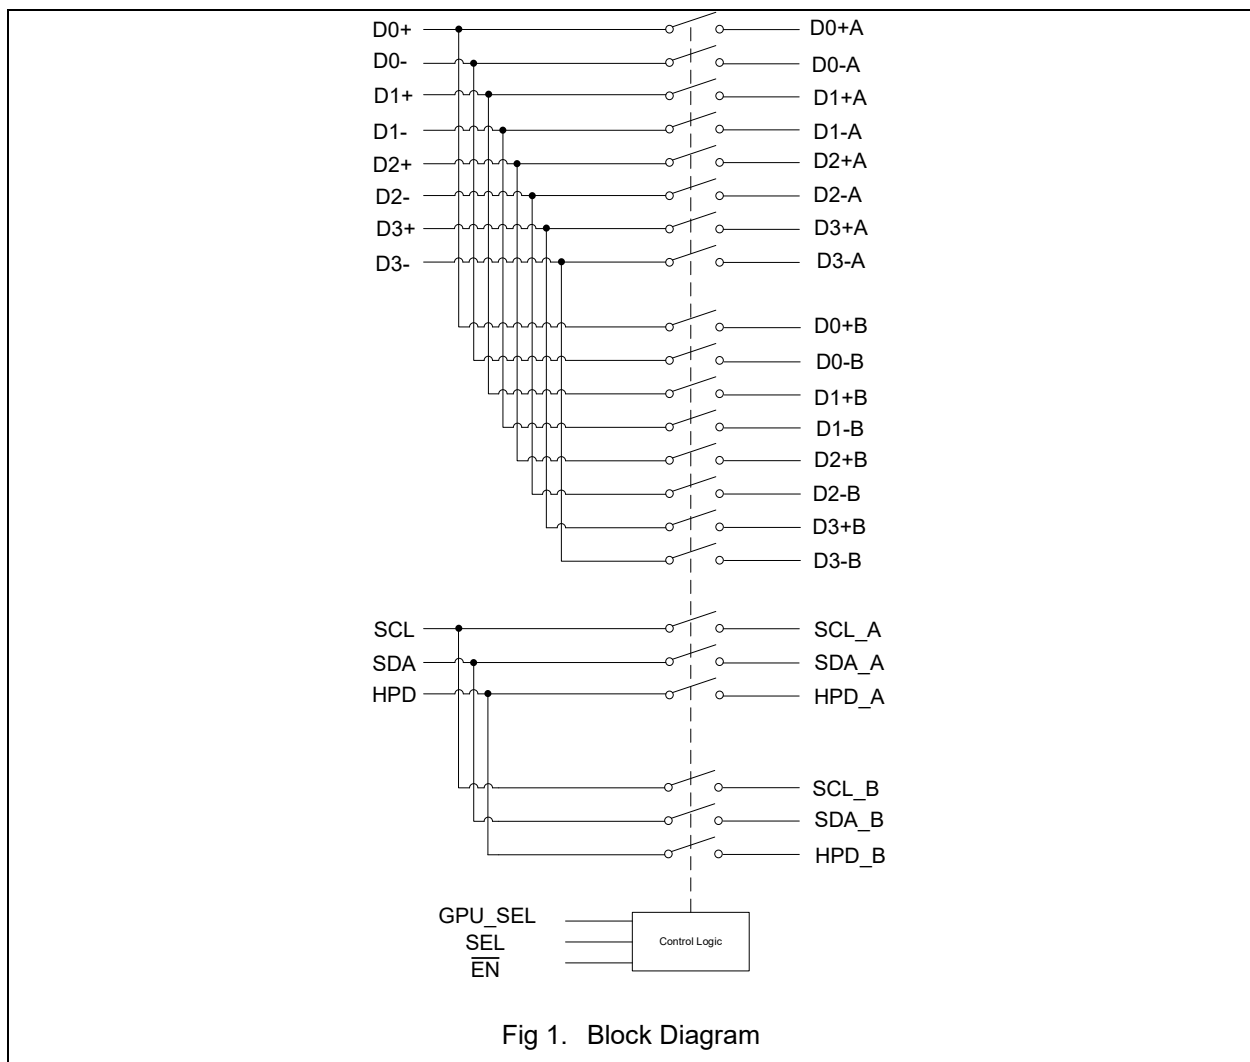 D0+ D0+A
D0- D0-A
D1+ D1+A
D1- D1-A
D2+ D2+A
D2- D2-A
D3+ D3+A
D3- D3-A
D0+B
D0-B
D1+B
D1-B
D2+B
D2-B
D3+B
D3-B
SCL SCL_A
SDA SDA_A
HPD HPD_A
SCL_B
SDA_B
HPD_B
GPU_SEL
SEL
Control Logic
E̅N̅
Fig 1. Block Diagram